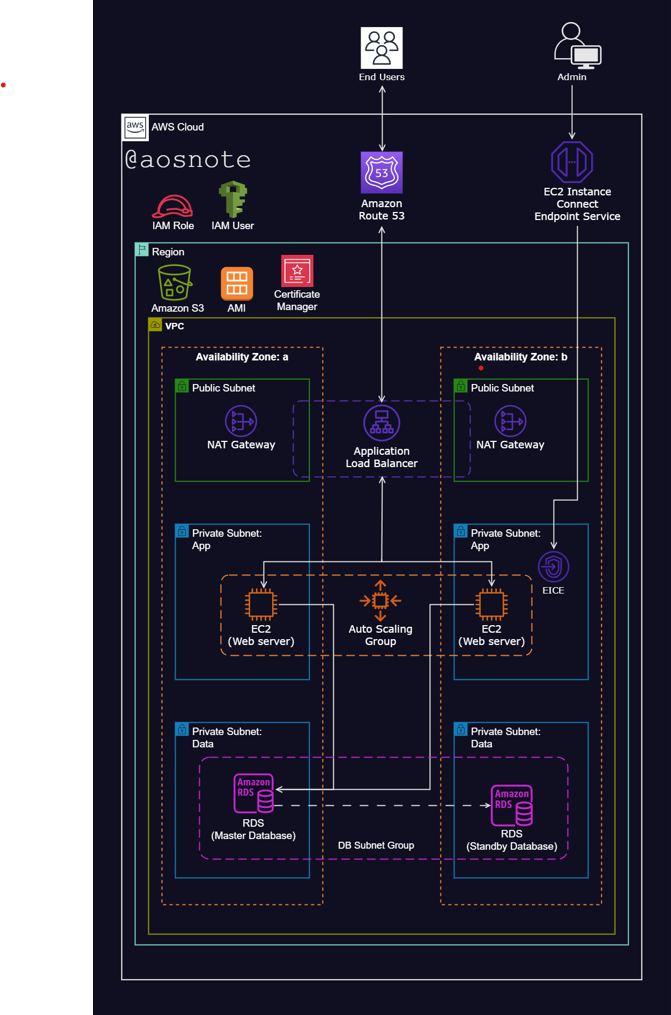 End Users
Admin
aws
AWS Cloud
@aosnote
53
Amazon
Route 53
EC2 Instance
Connect
Endpoint Service
IAM Role
IAM User
Region
Amazon S3
AMI
Certificate
Manager
VPC
Availability Zone: a
Availability Zone: b
Public Subnet
Public Subnet
NAT Gateway
Application
Load Balancer
NAT Gateway
Private Subnet:
App
Private Subnet:
App
EICE
EC2
(Web server)
Auto Scaling
Group
EC2
(Web server)
Private Subnet:
Data
Private Subnet:
Data
Amazon
RDS
RDS
(Master Database)
Amazon
RDS
RDS
(Standby Database)
DB Subnet Group